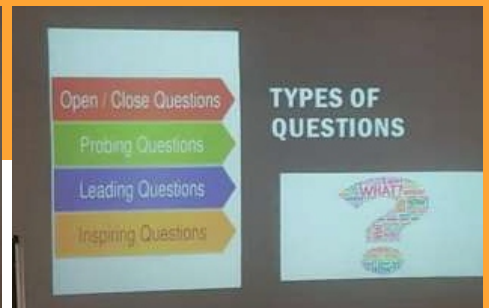 Open / Close Questions
Probing Questions
Leading Questions
Inspiring Questions
TYPES OF
QUESTIONS
WHAT?